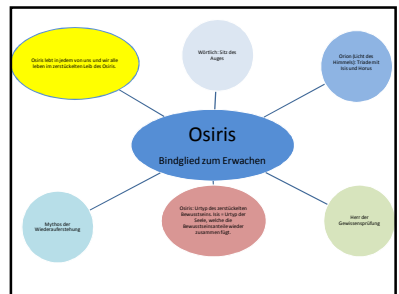 Osiris lebt in jedem von uns und wir alle
leben im zerstückelten Leib des Osiris.
Wörtlich: Sitz des
Auges
Orion (Licht des
Himmels): Triade mit
Isis und Horus
Osiris
Bindglied zum Erwachen
Mythos der
Wiederauferstehung
Osiris: Urtyp des zerstückelten
Bewusstseins. Isis = Urtyp der
Seele, welche die
Bewusstseinsanteile wieder
zusammen fügt.
Herr der
Gewissensprüfung